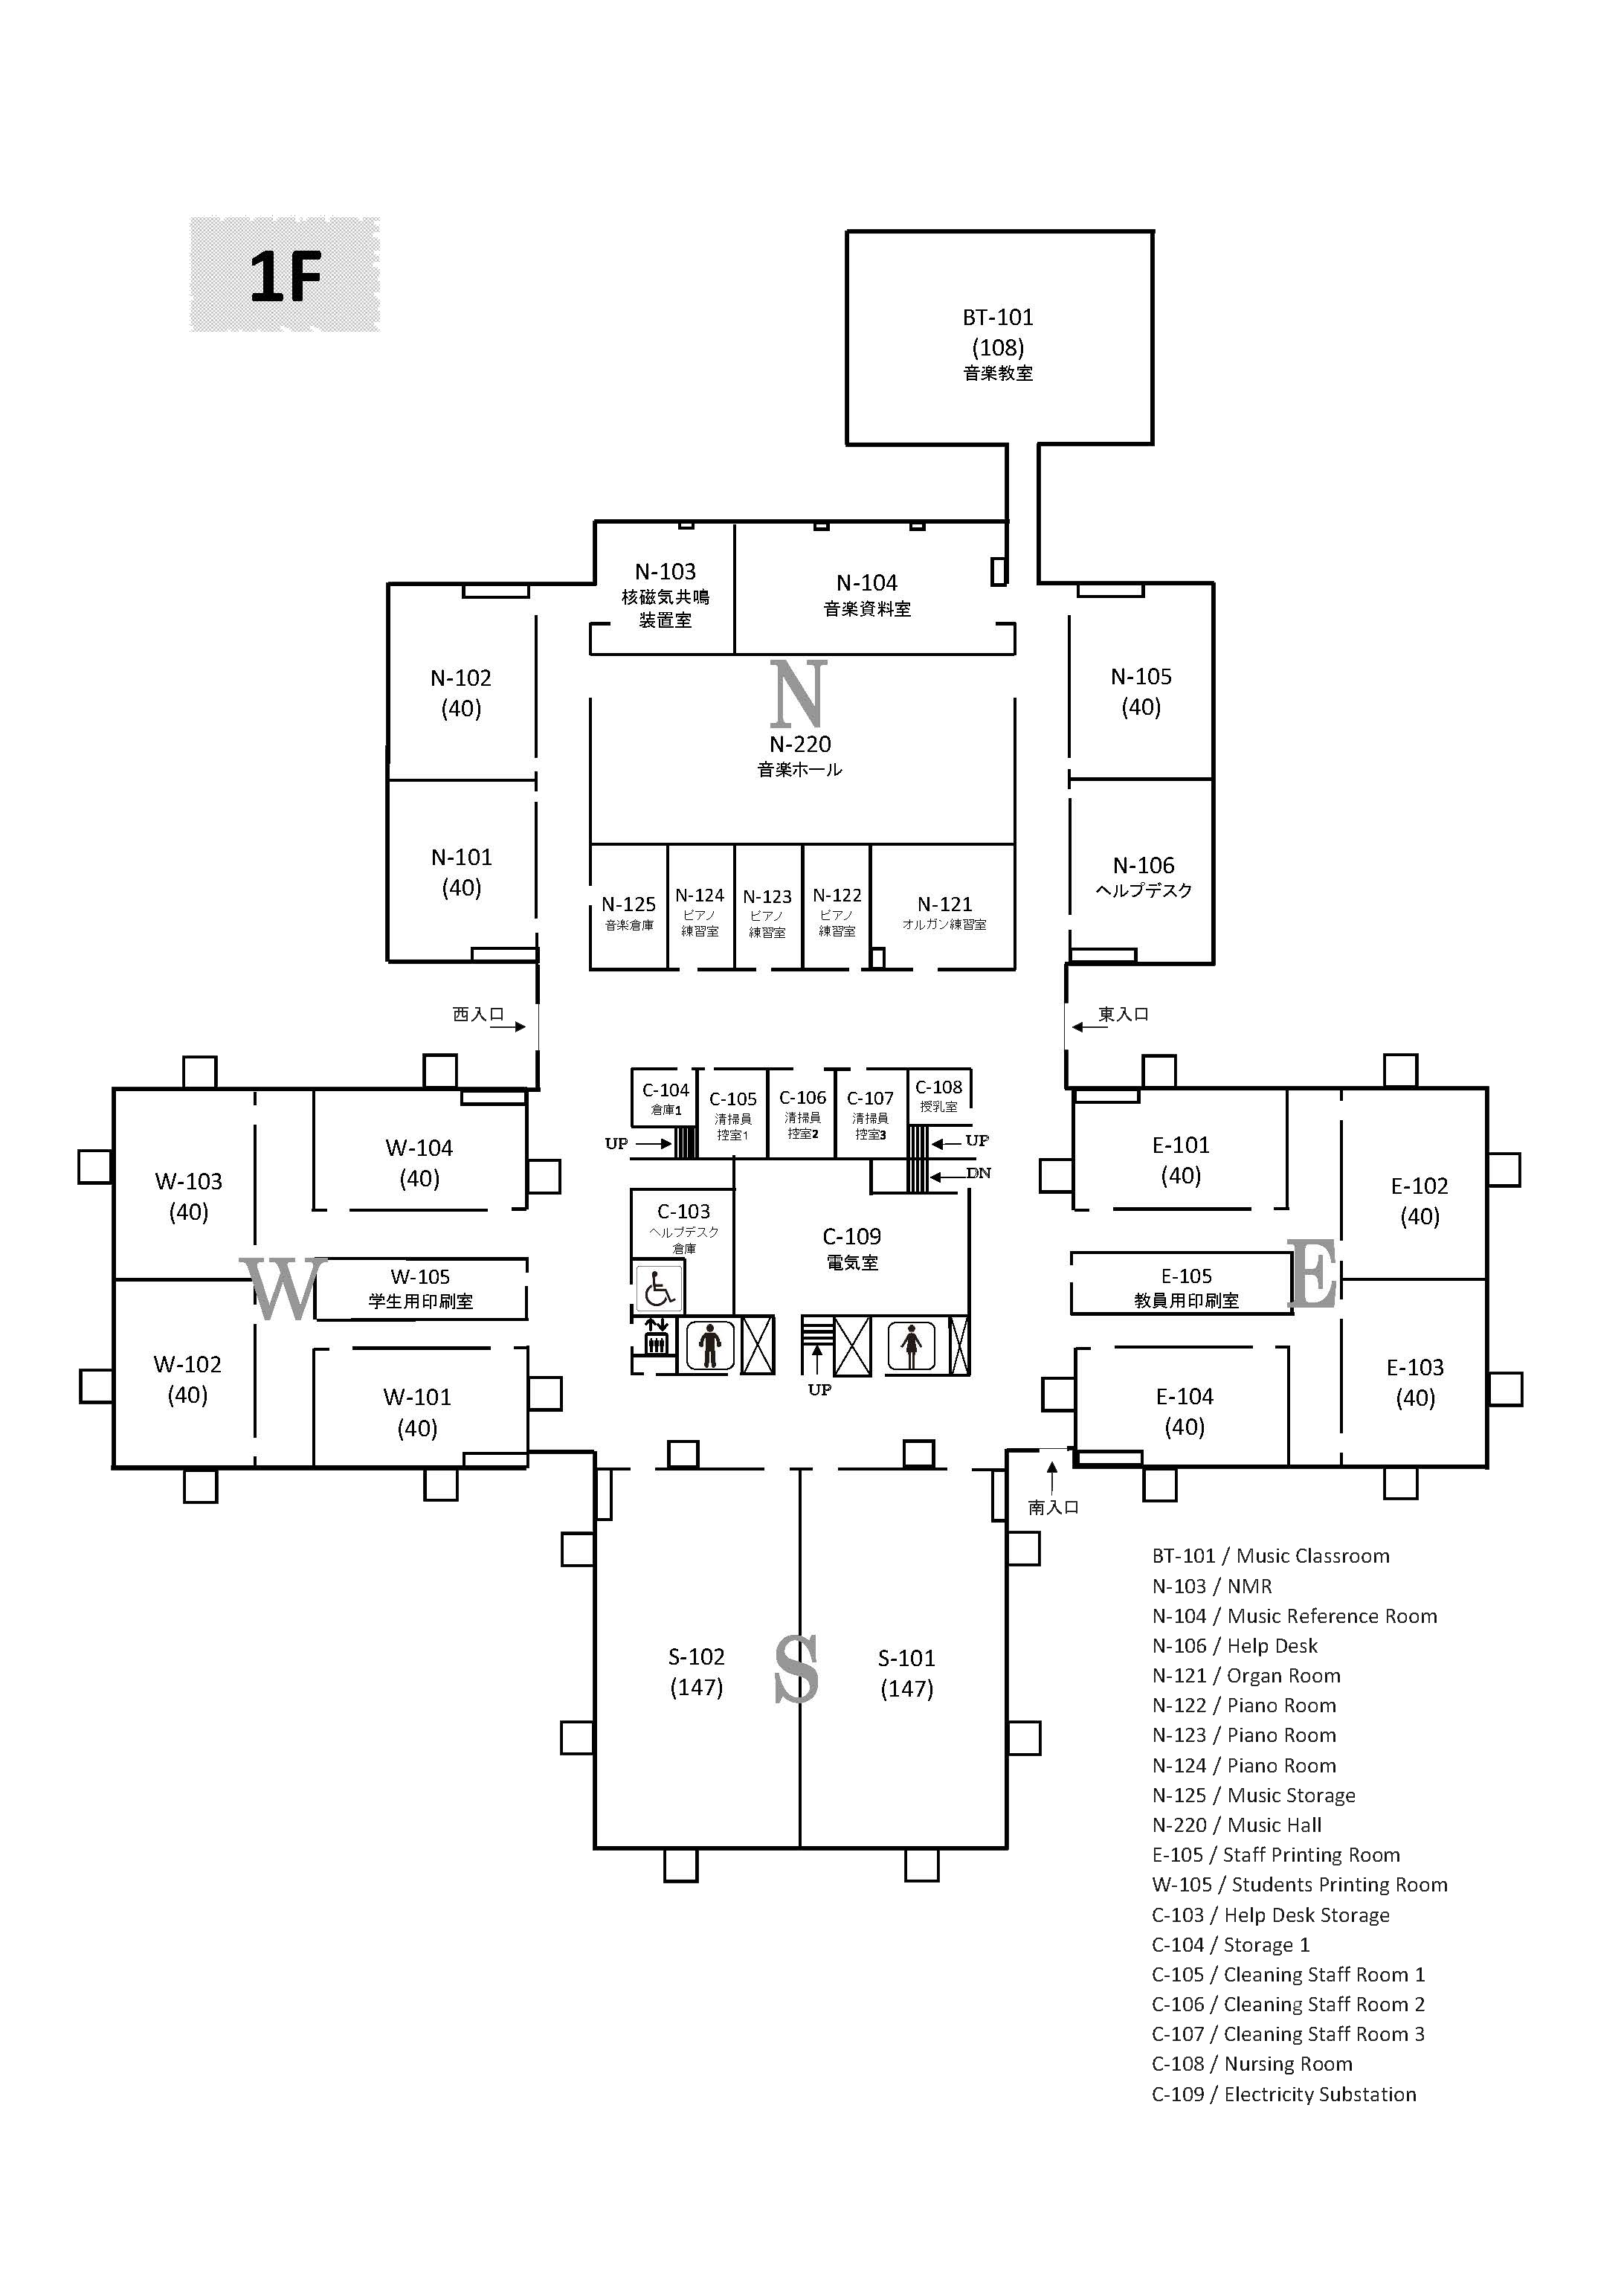 1F
BT-101
(108)
音楽教室
N-103
核磁気共鳴
装置室
N-104
音楽資料室
N-102
(40)
N-105
(40)
N
N-220
音楽ホール
N-101
(40)
N-106
ヘルプデスク
N-125
音楽倉庫
N-124
ピアノ
練習室
N-123
ピアノ
練習室
N-122
ピアノ
練習室
N-121
オルガン練習室
西入口
東入口
C-104
倉庫1
C-105
清掃員
控室1
C-106
清掃員
控室2
C-107
清掃員
控室3
C-108
授乳室
UP
UP
DN
W-104
(40)
W-103
(40)
E-101
(40)
E-102
(40)
C-103
ヘルプデスク
倉庫
C-109
電気室
W
W-105
学生用印刷室
E-105
教員用印刷室
E
W-102
(40)
W-101
(40)
UP
E-104
(40)
E-103
(40)
南入口
S-102
(147)
S
S-101
(147)
BT-101 / Music Classroom
N-103 / NMR
N-104 / Music Reference Room
N-106 / Help Desk
N-121 / Organ Room
N-122 / Piano Room
N-123 / Piano Room
N-124 / Piano Room
N-125 / Music Storage
N-220 / Music Hall
E-105 / Staff Printing Room
W-105 / Students Printing Room
C-103 / Help Desk Storage
C-104 / Storage 1
C-105 / Cleaning Staff Room 1
C-106 / Cleaning Staff Room 2
C-107 / Cleaning Staff Room 3
C-108 / Nursing Room
C-109 / Electricity Substation